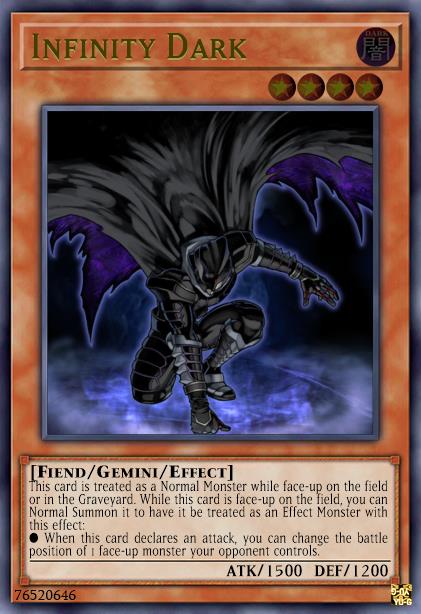 INFINITY DARK
DARK
闇
[FIEND/GEMINI/EFFECT]
This card is treated as a Normal Monster while face-up on the field
or in the Graveyard. While this card is face-up on the field, you can
Normal Summon it to have it be treated as an Effect Monster with
this effect:
● When this card declares an attack, you can change the battle
position of 1 face-up monster your opponent controls.
ATK/1500 DEF/1200
76520646